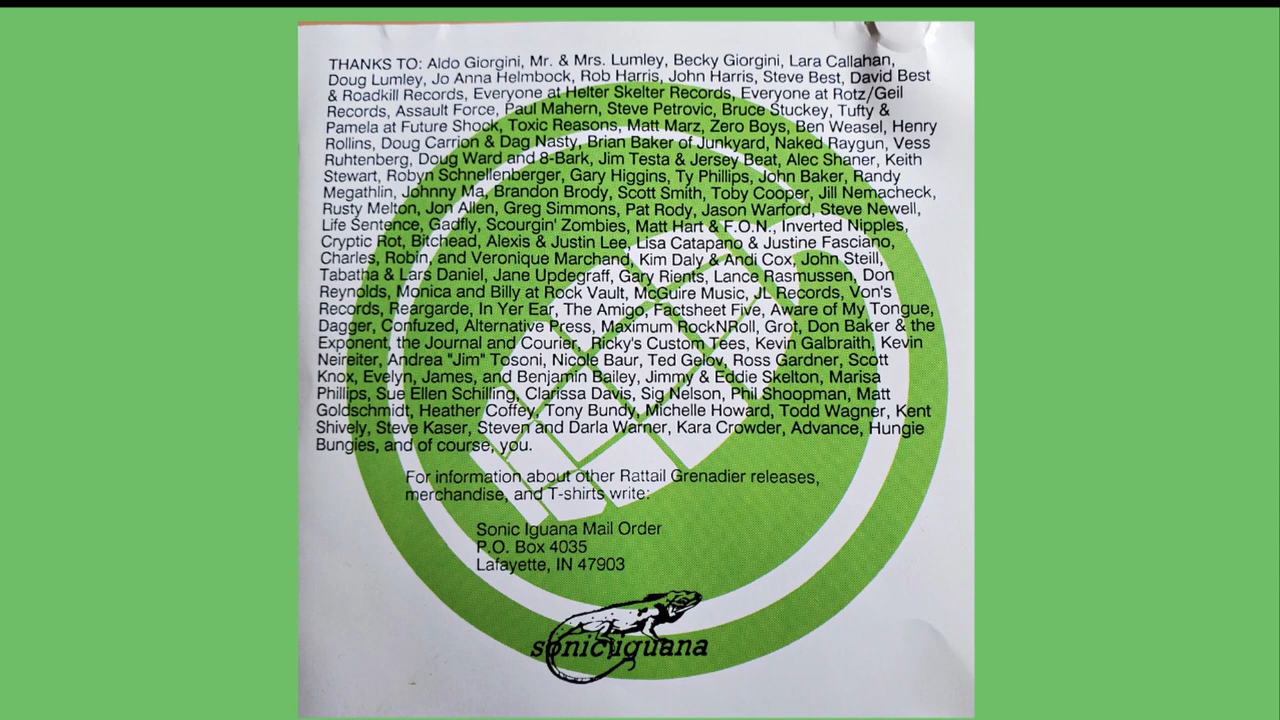 THANKS TO: Aldo Giorgini, Mr. & Mrs. Lumley, Becky Giorgini, Lara Callahan,
Doug Lumley, Jo Anna Helmbock, Rob Harris, John Harris, Steve Best, David Best
& Roadkill Records, Everyone at Helter Skelter Records, Everyone at Rotz/Geil
Records, Assault Force, Paul Mahern, Steve Petrovic, Bruce Stuckey, Tufty &
Pamela at Future Shock, Toxic Reasons, Matt Marz, Zero Boys, Ben Weasel, Henry
Rollins, Doug Carrion & Dag Nasty, Brian Baker of Junkyard, Naked Raygun, Vess
Ruhtenberg, Doug Ward and 8-Bark, Jim Testa & Jersey Beat, Alec Shaner, Keith
Stewart, Robyn Schnellenberger, Gary Higgins, Ty Phillips, John Baker, Randy
Megathlin, Johnny Ma, Brandon Brody, Scott Smith, Toby Cooper, Jill Nemacheck,
Rusty Melton, Jon Allen, Greg Simmons, Pat Rody, Jason Warford, Steve Newell,
Life Sentence, Gadfly, Scourgin' Zombies, Matt Hart & F.O.N., Inverted Nipples,
Cryptic Rot, Bitchead, Alexis & Justin Lee, Lisa Catapano & Justine Fasciano,
Charles, Robin, and Veronique Marchand, Kim Daly & Andi Cox, John Steill,
Tabatha & Lars Daniel, Jane Updegraff, Gary Rients, Lance Rasmussen, Don
Reynolds, Monica and Billy at Rock Vault, McGuire Music, JL Records, Von's
Records, Reargarde, In Yer Ear, The Amigo, Factsheet Five, Aware of My Tongue,
Dagger, Confuzed, Alternative Press, Maximum RockNRoll, Grot, Don Baker & the
Exponent, the Journal and Courier, Ricky's Custom Tees, Kevin Galbraith, Kevin
Neireiter, Andrea "Jim" Tosoni, Nicole Baur, Ted Gelov, Ross Gardner, Scott
Knox, Evelyn, James, and Benjamin Bailey, Jimmy & Eddie Skelton, Marisa
Phillips, Sue Ellen Schilling, Clarissa Davis, Sig Nelson, Phil Shoopman, Matt
Goldschmidt, Heather Coffey, Tony Bundy, Michelle Howard, Todd Wagner, Kent
Shively, Steve Kaser, Steven and Darla Warner, Kara Crowder, Advance, Hungie
Bungies, and of course, you.
For information about other Rattail Grenadier releases,
merchandise, and T-shirts write:
Sonic Iguana Mail Order
P.O. Box 4035
Lafayette, IN 47903
sonic iguana